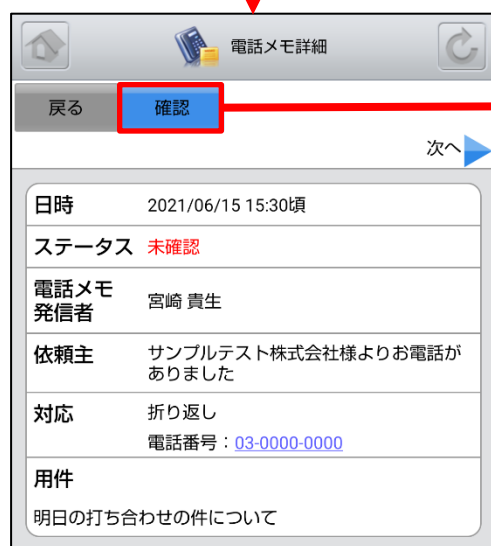 電話メモ詳細
戻る 確認
次へ
日時 2021/06/15 15:30頃
ステータス 未確認
電話メモ
発信者 宮崎 貴生
依頼主 サンプルテスト株式会社様よりお電話が
ありました
対応 折り返し
電話番号：03-0000-0000
用件
明日の打ち合わせの件について